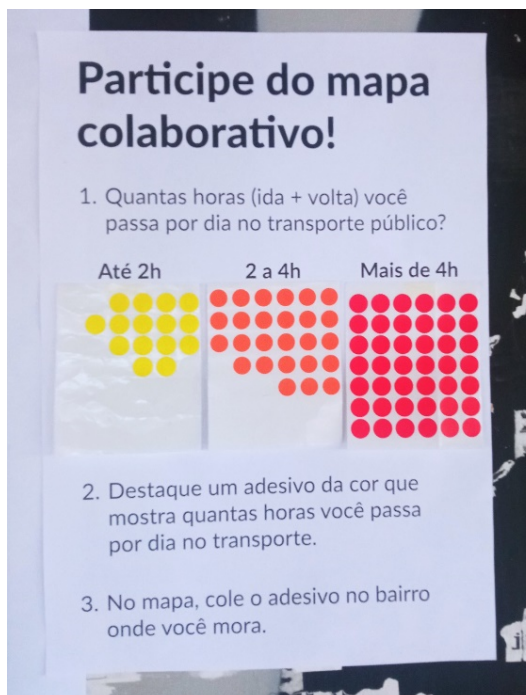 Participe do mapa
colaborativo!
1. Quantas horas (ida + volta) você
passa por dia no transporte público?
Até 2h
2 a 4h
Mais de 4h
2. Destaque um adesivo da cor que
mostra quantas horas você passa
por dia no transporte.
3. No mapa, cole o adesivo no bairro
onde você mora.